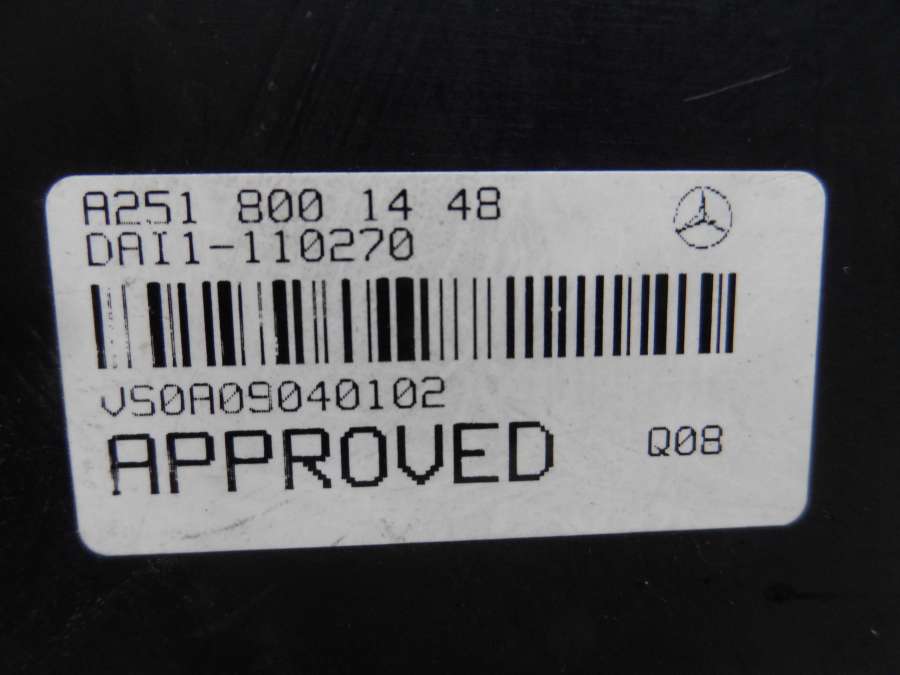 A251 800 14 48
DAI1-110270
VS0A09040102
APPROVED Q08